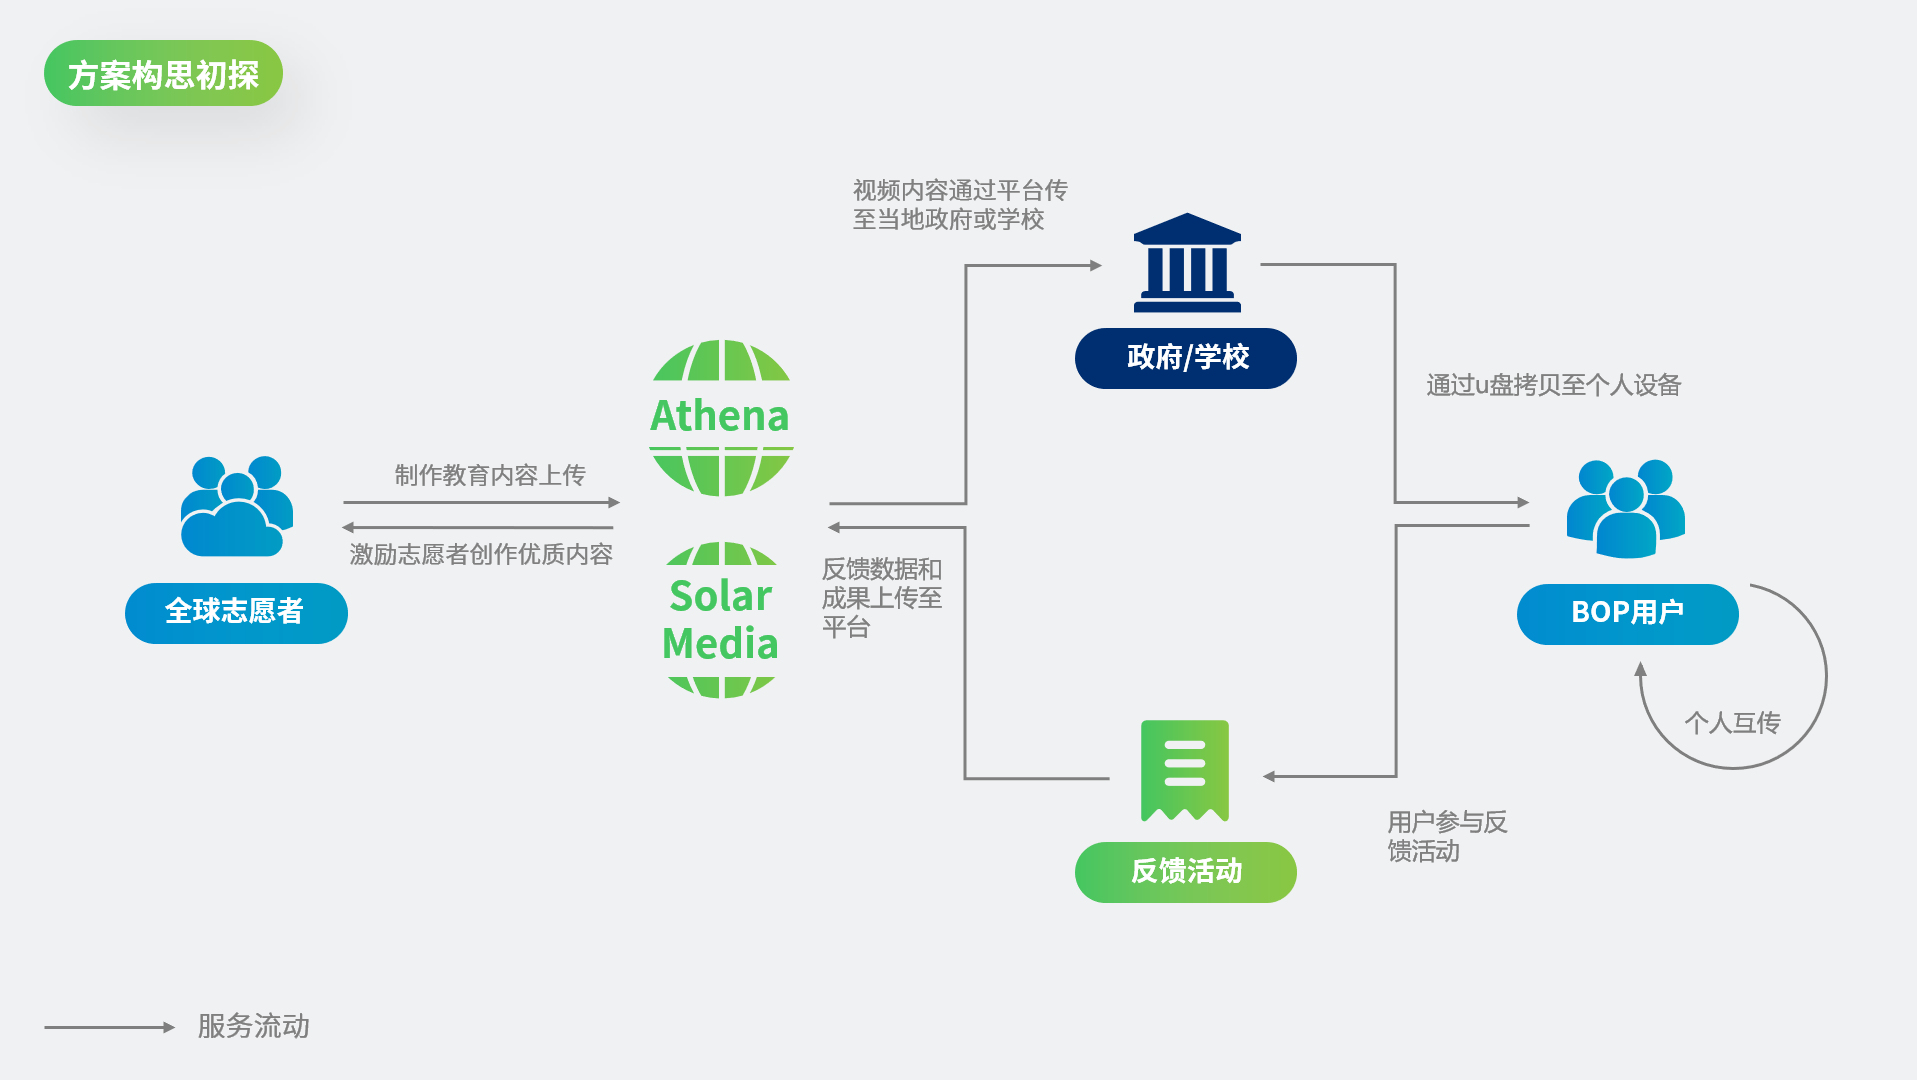 方案构思初探
视频内容通过平台传
至当地政府或学校
政府/学校
通过u盘拷贝至个人设备
Athena
制作教育内容上传
激励志愿者创作优质内容
全球志愿者
Solar
Media
反馈数据和
成果上传至
平台
BOP用户
个人互传
用户参与反
馈活动
反馈活动
服务流动